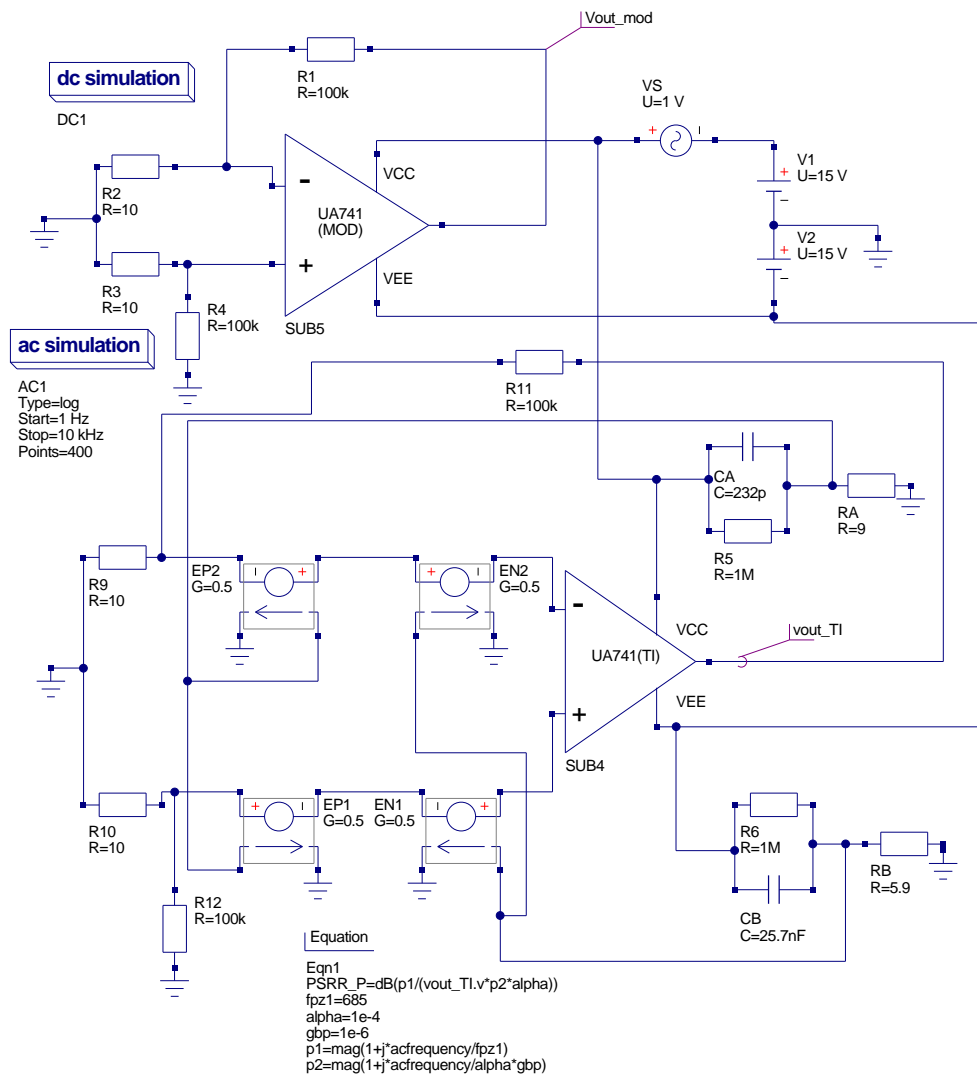 Vout_mod
dc simulation
DC1
R1
R=100k
VS
U=1 V
+
I
V1
U=15 V
+
–
V2
U=15 V
+
–
R2
R=10
-
VCC
UA741
(MOD)
+
VEE
SUB5
R3
R=10
R4
R=100k
ac simulation
AC1
Type=log
Start=1 Hz
Stop=10 kHz
Points=400
R11
R=100k
CA
C=232p
RA
R=9
R5
R=1M
R9
R=10
EP2
G=0.5
I
+
EN2
G=0.5
+
I
-
VCC
UA741(TI)
vout_TI
VEE
+
SUB4
R10
R=10
EP1
G=0.5
+
I
EN1
G=0.5
I
+
R6
R=1M
RB
R=5.9
CB
C=25.7nF
R12
R=100k
Equation
Eqn1
PSRR_P=dB(p1/(vout_TI.v*p2*alpha))
fpz1=685
alpha=1e-4
gbp=1e-6
p1=mag(1+j*acfrequency/fpz1)
p2=mag(1+j*acfrequency/alpha*gbp)